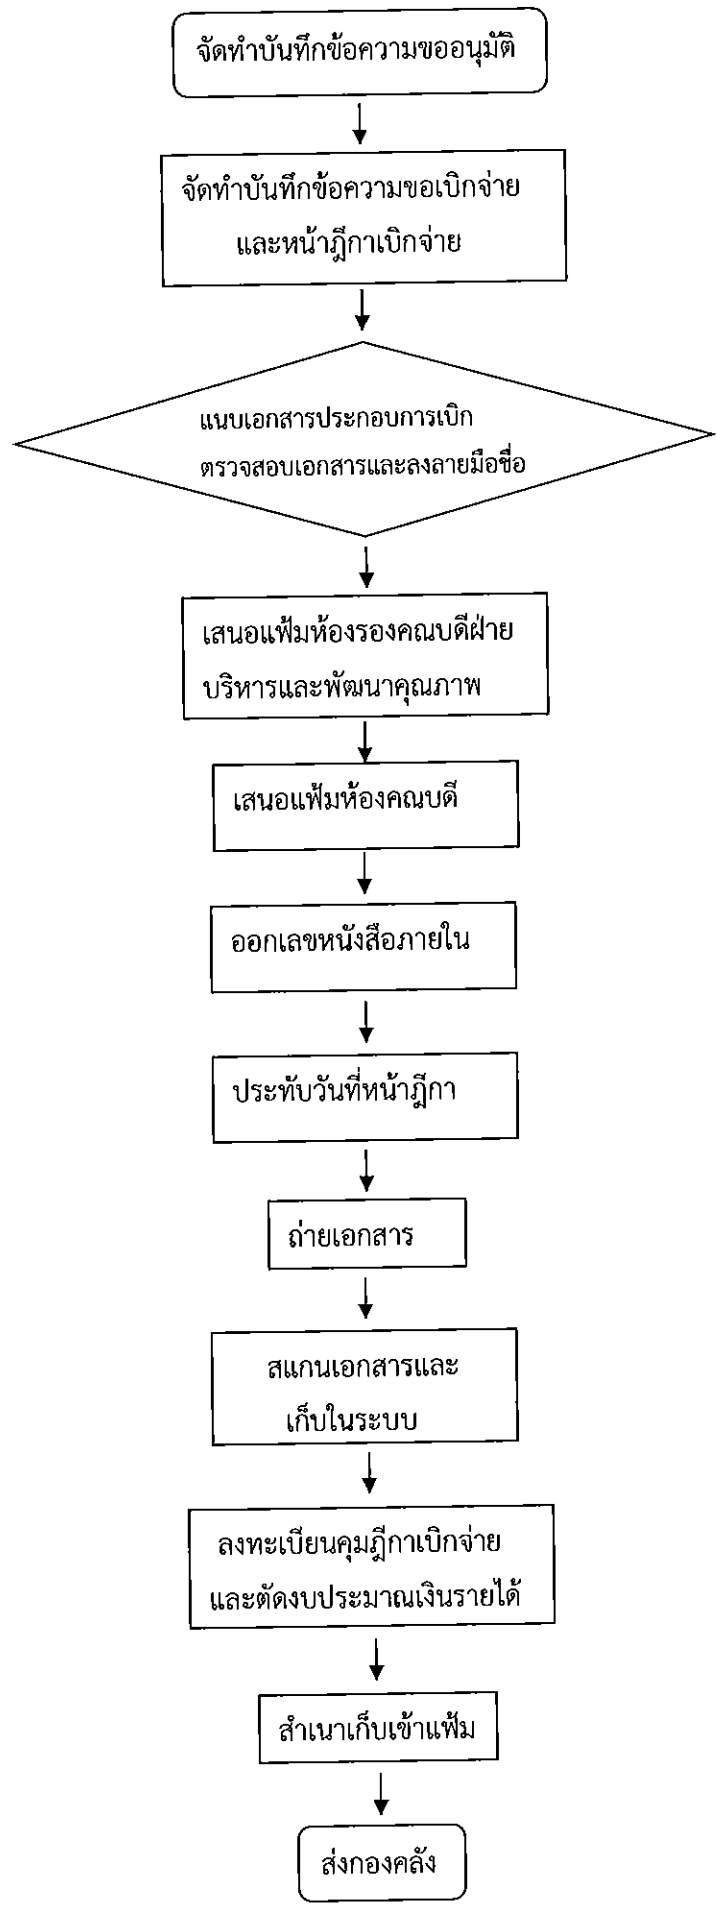 จัดทำบันทึกข้อความขออนุมัติ
จัดทำบันทึกข้อความขอเบิกจ่าย
และหน้าฎีกาเบิกจ่าย
แนบเอกสารประกอบการเบิก
ตรวจสอบเอกสารและลงลายมือชื่อ
เสนอแฟ้มห้องรองคณบดีฝ่าย
บริหารและพัฒนาคุณภาพ
เสนอแฟ้มห้องคณบดี
ออกเลขหนังสือภายใน
ประทับวันที่หน้าฎีกา
ถ่ายเอกสาร
สแกนเอกสารและ
เก็บในระบบ
ลงทะเบียนคุมฎีกาเบิกจ่าย
และตัดงบประมาณเงินรายได้
สำเนาเก็บเข้าแฟ้ม
ส่งกองคลัง